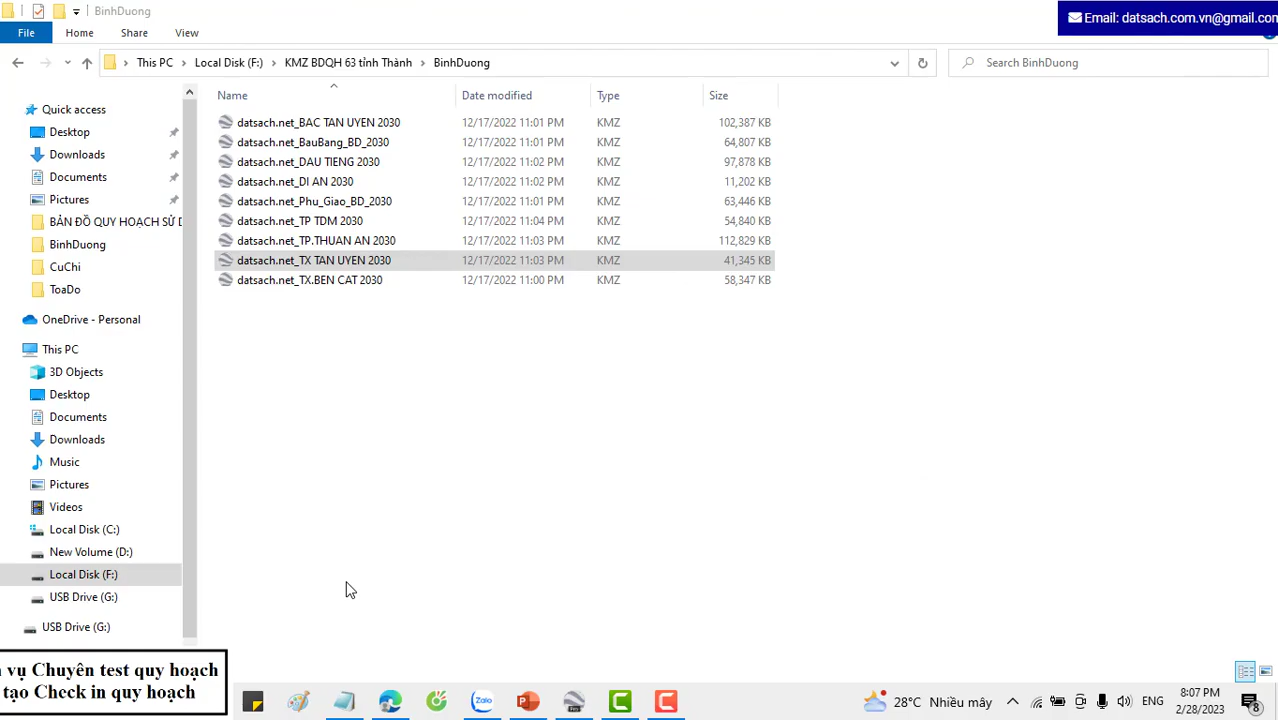 BinhDuong
Email: datsach.com.vn@gmail.com
File Home Share View
This PC Local Disk (F:) KMZ BDQH 63 tỉnh Thành BinhDuong
Search BinhDuong
Name Date modified Type Size
datsach.net_BAC TAN UYEN 2030 12/17/2022 11:01 PM KMZ 102,387 KB
datsach.net_BauBang_BD_2030 12/17/2022 11:01 PM KMZ 64,807 KB
datsach.net_DAU TIENG 2030 12/17/2022 11:02 PM KMZ 97,878 KB
datsach.net_DI AN 2030 12/17/2022 11:02 PM KMZ 11,202 KB
datsach.net_Phu_Giao_BD_2030 12/17/2022 11:01 PM KMZ 63,446 KB
datsach.net_TP TDM 2030 12/17/2022 11:04 PM KMZ 54,840 KB
datsach.net_TP.THUAN AN 2030 12/17/2022 11:03 PM KMZ 112,829 KB
datsach.net_TX TAN UYEN 2030 12/17/2022 11:03 PM KMZ 41,345 KB
datsach.net_TX.BEN CAT 2030 12/17/2022 11:00 PM KMZ 58,347 KB
Quick access
Desktop
Downloads
Documents
Pictures
BẢN ĐỒ QUY HOẠCH SỬ D
BinhDuong
CuChi
ToaDo
OneDrive - Personal
This PC
3D Objects
Desktop
Documents
Downloads
Music
Pictures
Videos
Local Disk (C:)
New Volume (D:)
Local Disk (F:)
USB Drive (G:)
USB Drive (G:)
vụ Chuyên test quy hoạch
tạo Check in quy hoạch
Zalo
Pro
28°C Nhiều mây
ENG
8:07 PM
2/28/2023
8